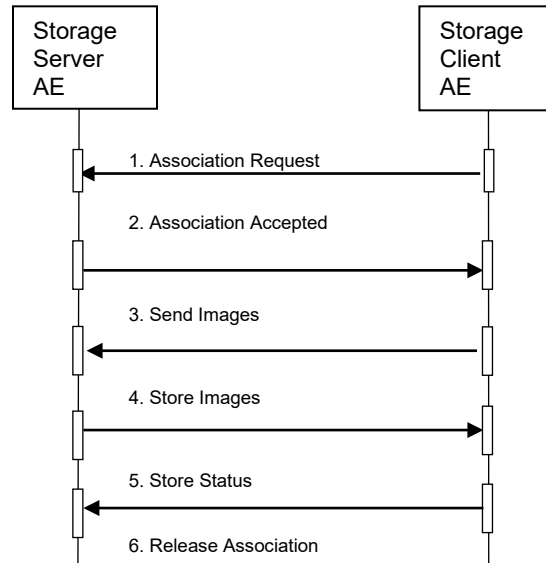 Storage
Server
AE
Storage
Client
AE
1. Association Request
2. Association Accepted
3. Send Images
4. Store Images
5. Store Status
6. Release Association